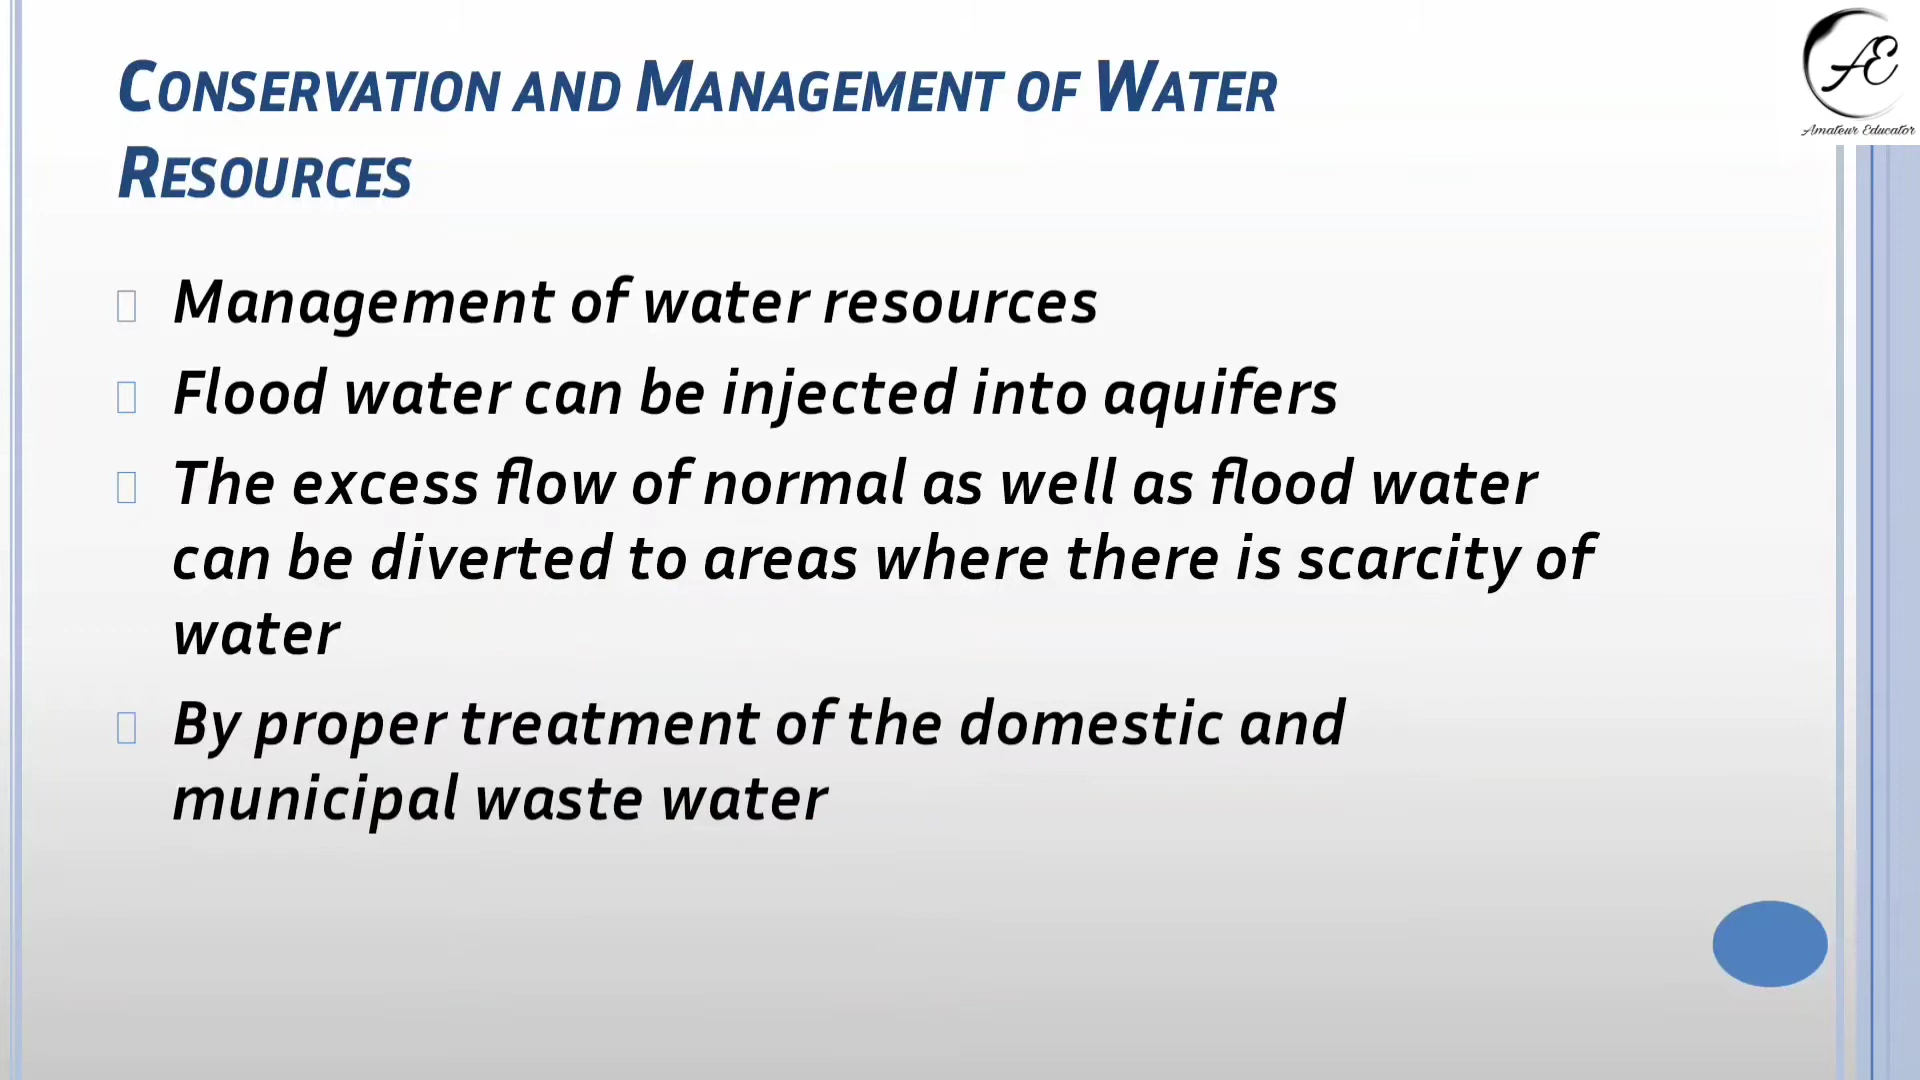 CONSERVATION AND MANAGEMENT OF WATER
RESOURCES
Management of water resources
Flood water can be injected into aquifers
The excess flow of normal as well as flood water
can be diverted to areas where there is scarcity of
water
By proper treatment of the domestic and
municipal waste water
AE
Amateur Educator